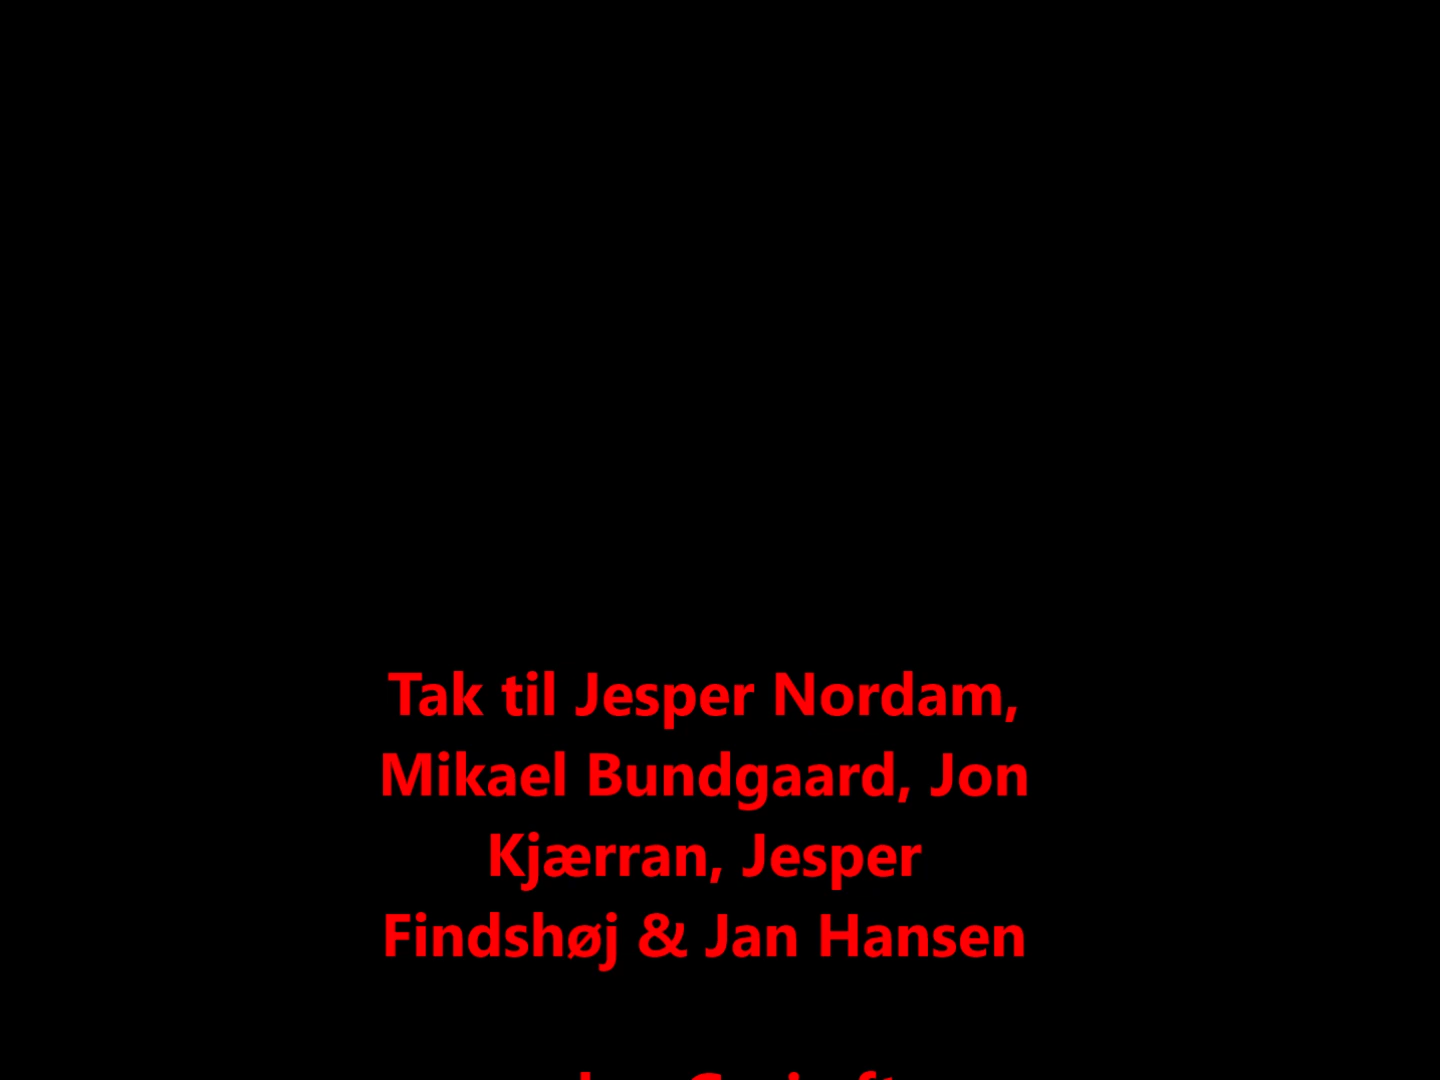 Tak til Jesper Nordam,
Mikael Bundgaard, Jon
Kjærran, Jesper
Findshøj & Jan Hansen